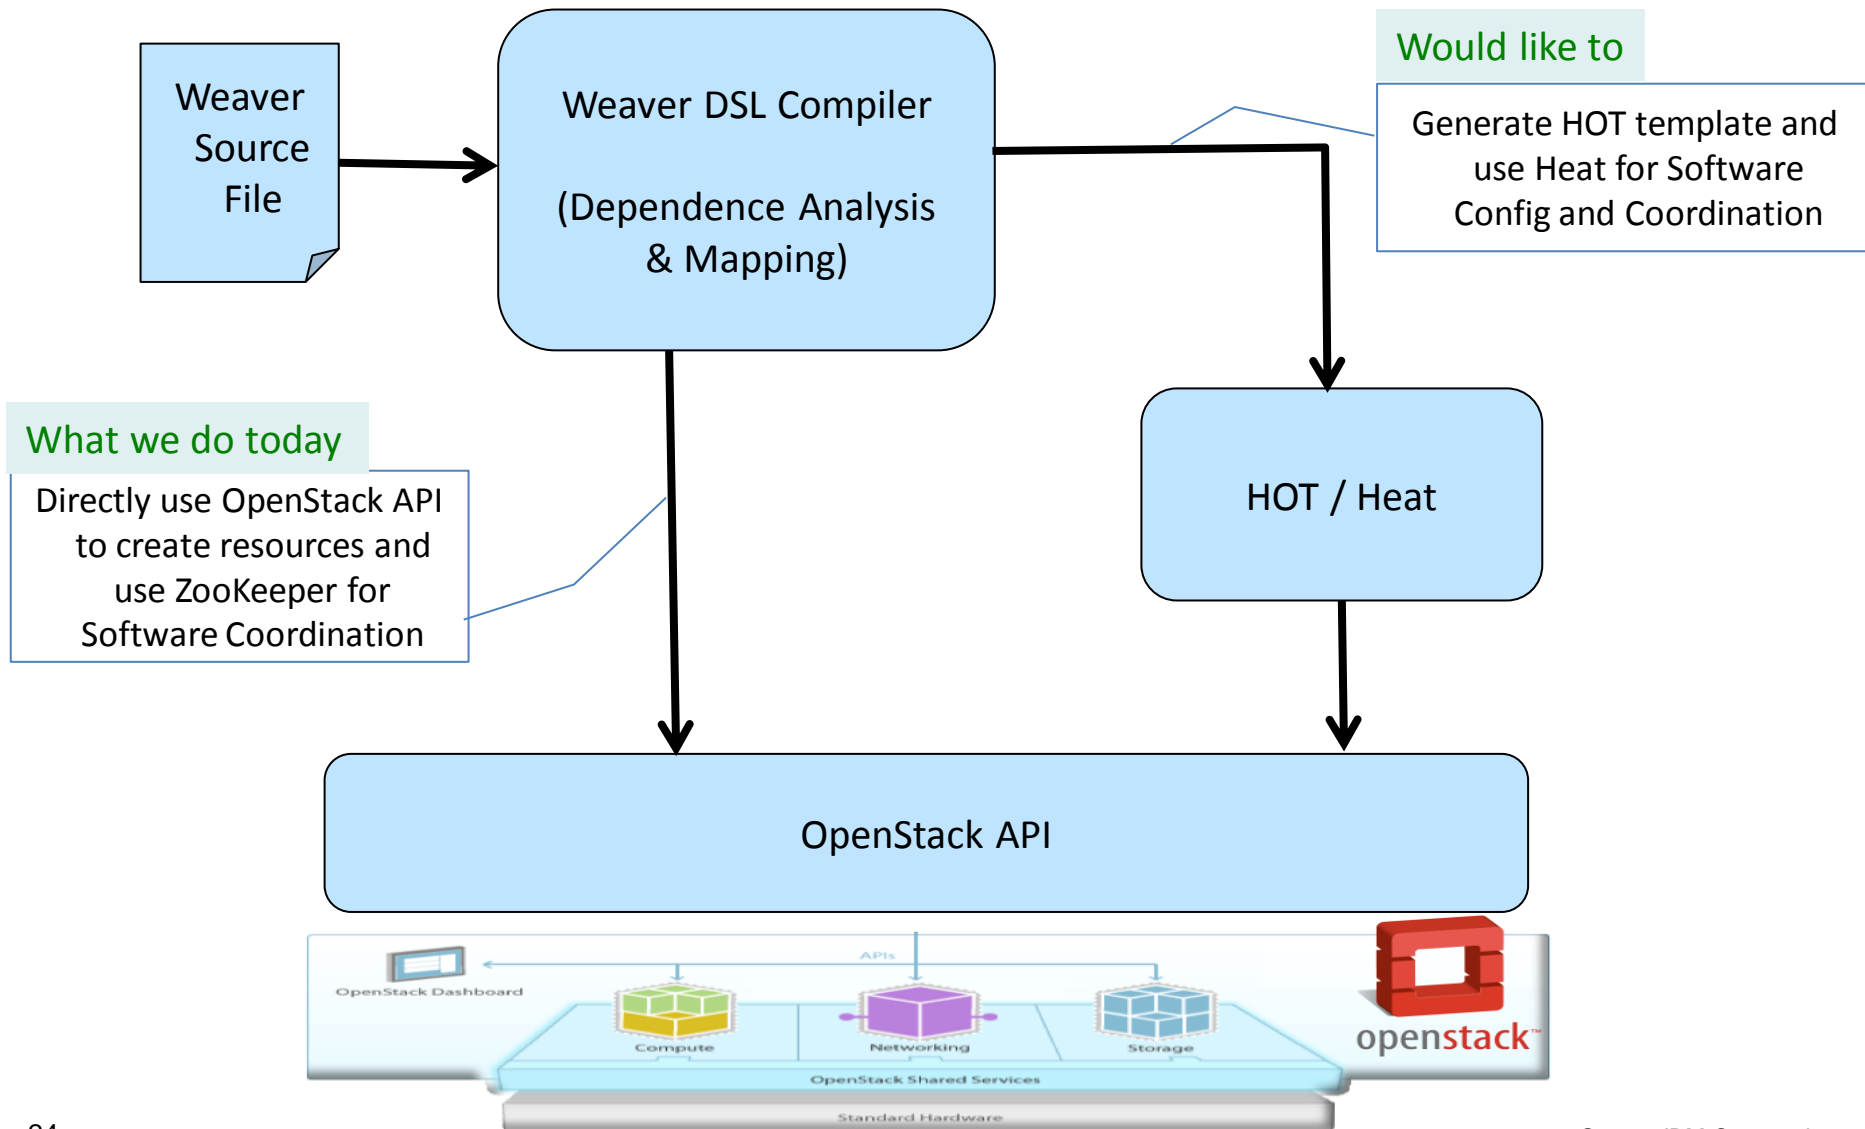 Weaver
Source
File
Weaver DSL Compiler
(Dependence Analysis
& Mapping)
Would like to
Generate HOT template and
use Heat for Software
Config and Coordination
What we do today
Directly use OpenStack API
to create resources and
use ZooKeeper for
Software Coordination
HOT / Heat
OpenStack API
APIs
OpenStack Dashboard
Compute
Networking
Storage
openstack™
OpenStack Shared Services
Standard Hardware